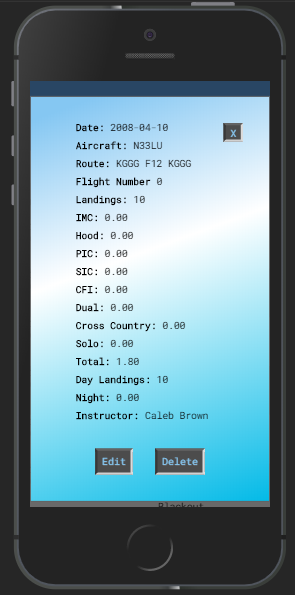 Date: 2008-04-10
X
Aircraft: N33LU
Route: KGGG F12 KGGG
Flight Number 0
Landings: 10
IMC: 0.00
Hood: 0.00
PIC: 0.00
SIC: 0.00
CFI: 0.00
Dual: 0.00
Cross Country: 0.00
Solo: 0.00
Total: 1.80
Day Landings: 10
Night: 0.00
Instructor: Caleb Brown
Edit Delete
Blackout